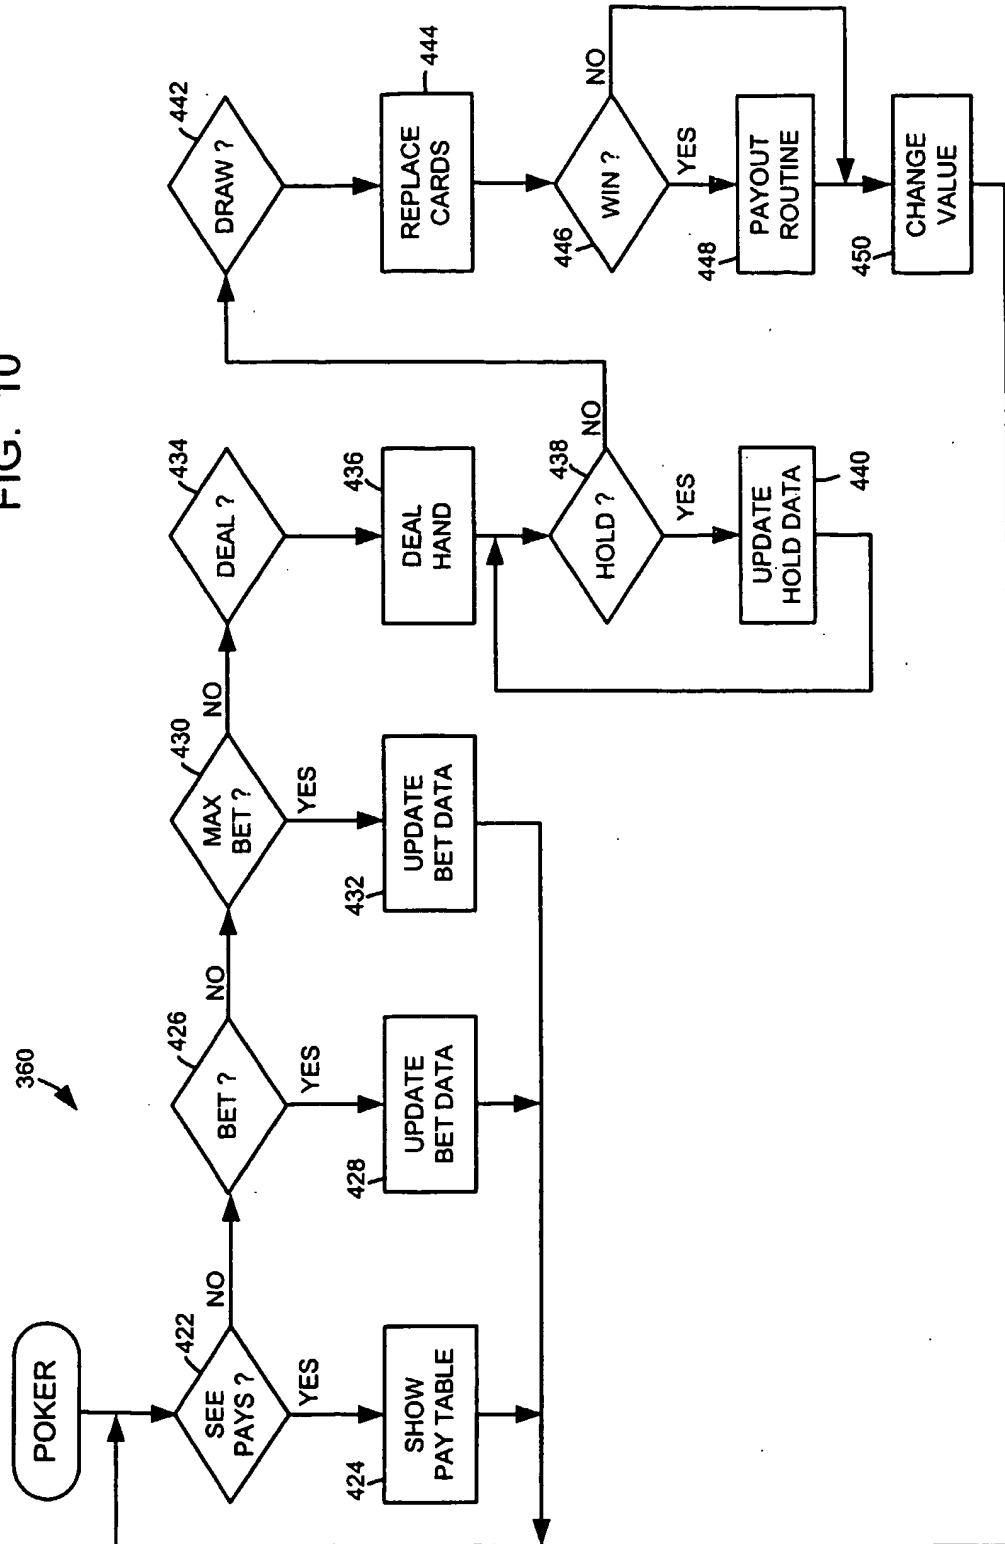 FIG. 10
360
POKER
SEE
PAYS ?
422
NO
YES
SHOW
PAY TABLE
424
BET ?
426
NO
YES
UPDATE
BET DATA
428
MAX
BET ?
430
NO
YES
UPDATE
BET DATA
432
DEAL ?
434
DEAL
HAND
436
HOLD ?
438
NO
YES
UPDATE
HOLD DATA
440
DRAW ?
442
REPLACE
CARDS
444
WIN ?
446
NO
YES
PAYOUT
ROUTINE
448
CHANGE
VALUE
450